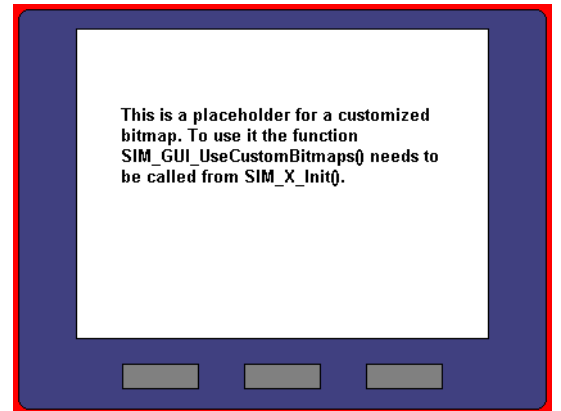 This is a placeholder for a customized
bitmap. To use it the function
SIM_GUI_UseCustomBitmaps() needs to
be called from SIM_X_Init().